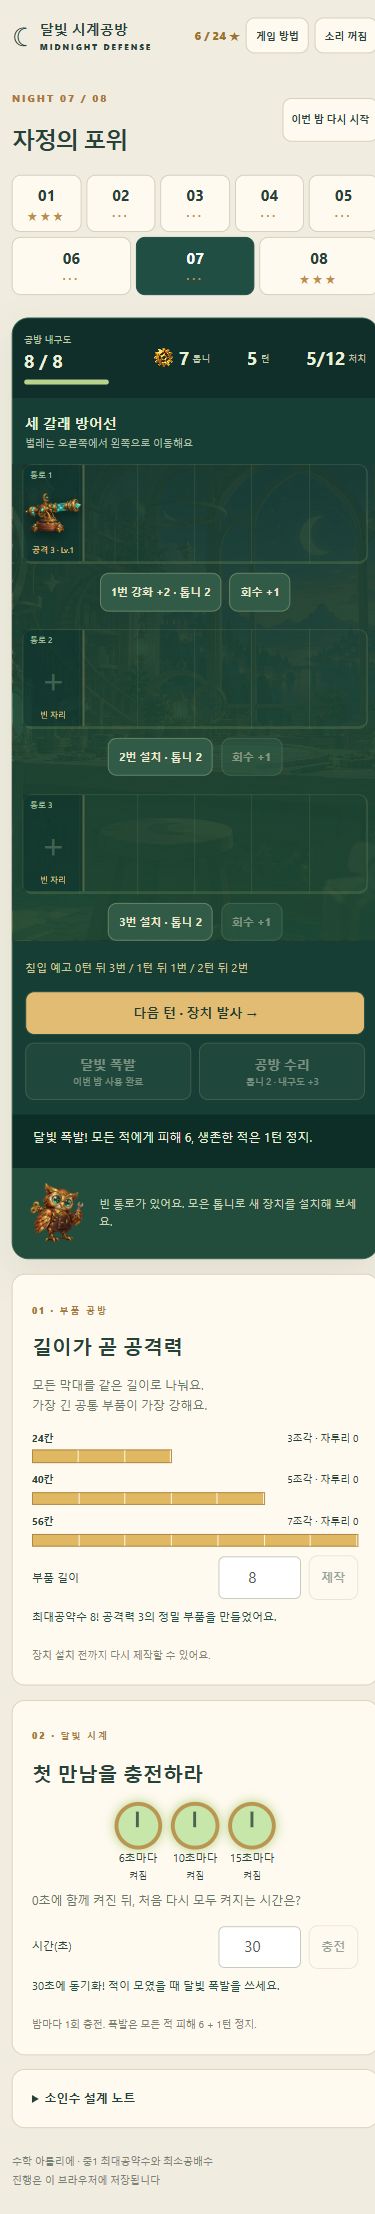 달빛 시계공방
MIDNIGHT DEFENSE
6 / 24 ★
게임 방법
소리 꺼짐
NIGHT 07 / 08
자정의 포위
이번 밤 다시 시작
01
★★★
02
···
03
···
04
···
05
···
06
···
07
···
08
★★★
공방 내구도
8 / 8
7 톱니
5 턴
5/12 처치
세 갈래 방어선
벌레는 오른쪽에서 왼쪽으로 이동해요
통로 1
공격 3 · Lv.1
1번 강화 +2 · 톱니 2
회수 +1
통로 2
+
빈 자리
2번 설치 · 톱니 2
회수 +1
통로 3
+
빈 자리
3번 설치 · 톱니 2
회수 +1
침입 예고 0턴 뒤 3번 / 1턴 뒤 1번 / 2턴 뒤 2번
다음 턴 · 장치 발사 →
달빛 폭발
이번 밤 사용 완료
공방 수리
톱니 2 · 내구도 +3
달빛 폭발! 모든 적에게 피해 6, 생존한 적은 1턴 정지.
빈 통로가 있어요. 모은 톱니로 새 장치를 설치해 보세
요.
01 · 부품 공방
길이가 곧 공격력
모든 막대를 같은 길이로 나눠요.
가장 긴 공통 부품이 가장 강해요.
24칸
3조각 · 자투리 0
40칸
5조각 · 자투리 0
56칸
7조각 · 자투리 0
부품 길이
8
제작
최대공약수 8! 공격력 3의 정밀 부품을 만들었어요.
장치 설치 전까지 다시 제작할 수 있어요.
02 · 달빛 시계
첫 만남을 충전하라
6초마다
켜짐
10초마다
켜짐
15초마다
켜짐
0초에 함께 켜진 뒤, 처음 다시 모두 켜지는 시간은?
시간(초)
30
충전
30초에 동기화! 적이 모였을 때 달빛 폭발을 쓰세요.
밤마다 1회 충전. 폭발은 모든 적 피해 6 + 1턴 정지.
▶ 소인수 설계 노트
수학 아틀리에 · 중1 최대공약수와 최소공배수
진행은 이 브라우저에 저장됩니다